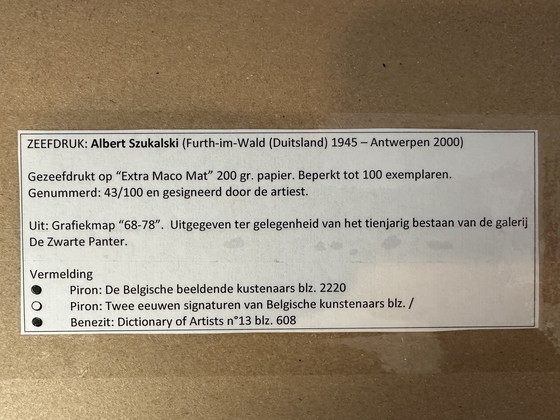 ZEEFDRUK: Albert Szukalski (Furth-im-Wald (Duitsland) 1945 – Antwerpen 2000)
Gezeefdrukt op “Extra Maco Mat” 200 gr. papier. Beperkt tot 100 exemplaren.
Genummerd: 43/100 en gesigneerd door de artiest.
Uit: Grafiekmap “68-78”. Uitgegeven ter gelegenheid van het tienjarig bestaan van de galerij
De Zwarte Panter.
Vermelding
● Piron: De Belgische beeldende kustenaars blz. 2220
○ Piron: Twee eeuwen signaturen van Belgische kunstenaars blz. /
● Benezit: Dictionary of Artists n°13 blz. 608